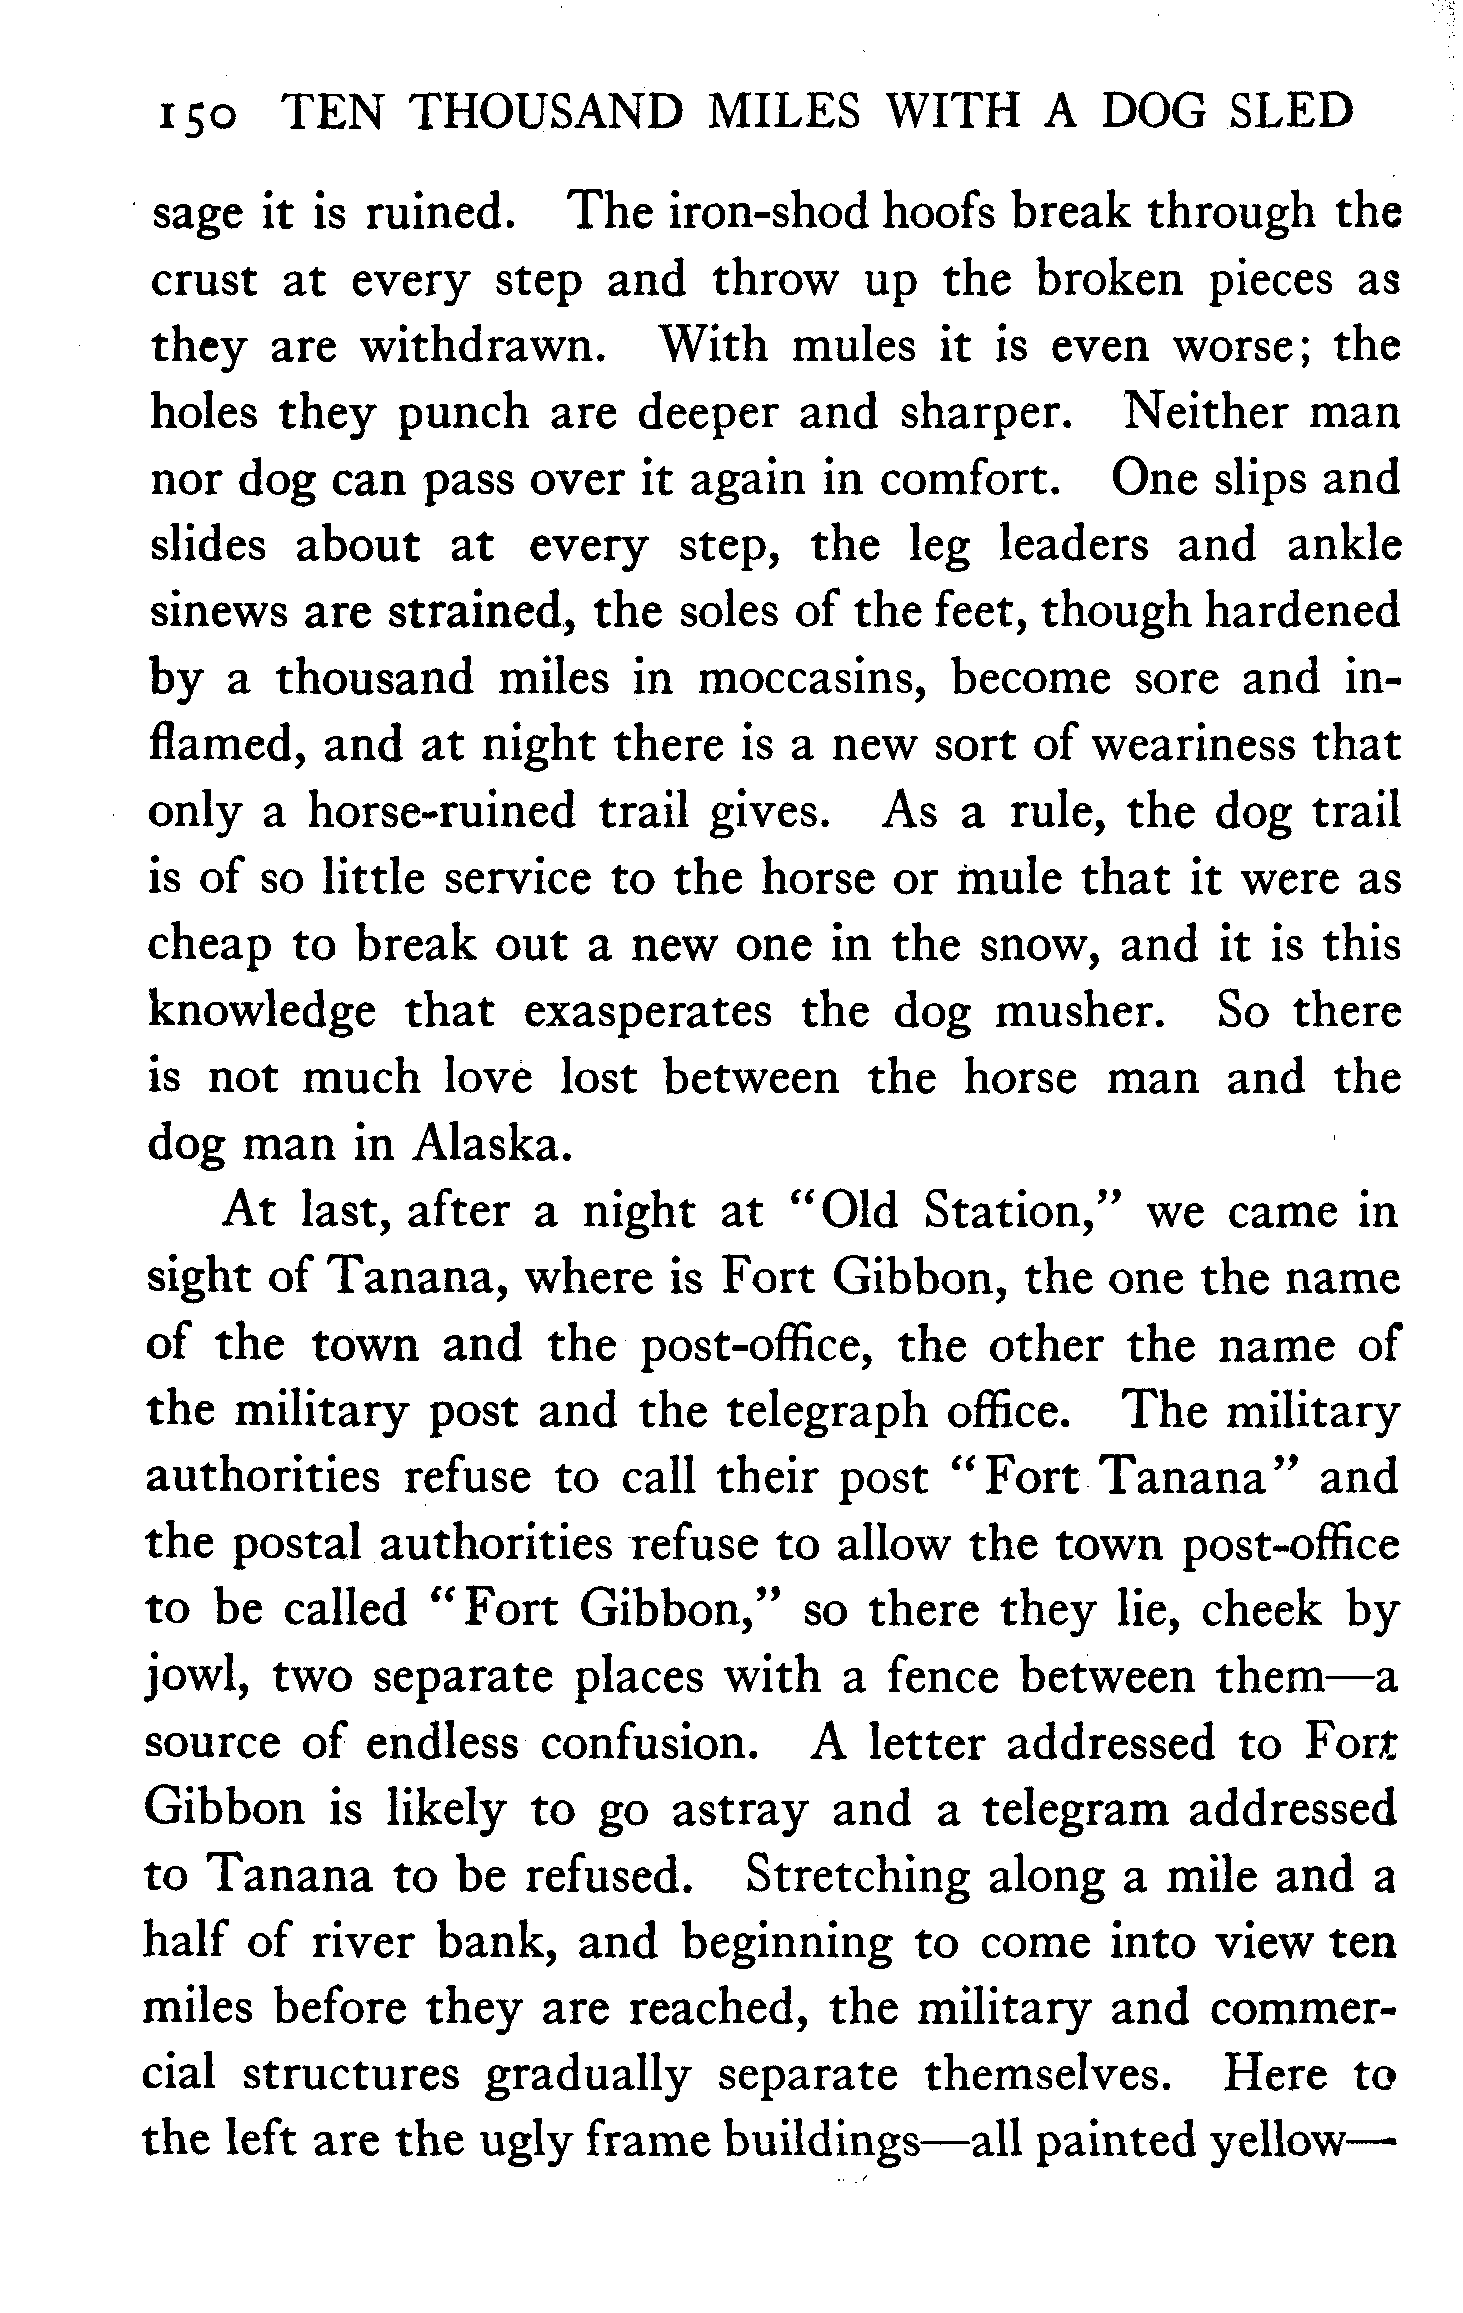 150 TEN THOUSAND MILES WITH A DOG SLED
sage it is ruined. The iron-shod hoofs break through the
crust at every step and throw up the broken pieces as
they are withdrawn. With mules it is even worse; the
holes they punch are deeper and sharper. Neither man
nor dog can pass over it again in comfort. One slips and
slides about at every step, the leg leaders and ankle
sinews are strained, the soles of the feet, though hardened
by a thousand miles in moccasins, become sore and in-
flamed, and at night there is a new sort of weariness that
only a horse-ruined trail gives. As a rule, the dog trail
is of so little service to the horse or mule that it were as
cheap to break out a new one in the snow, and it is this
knowledge that exasperates the dog musher. So there
is not much love lost between the horse man and the
dog man in Alaska.
At last, after a night at "Old Station," we came in
sight of Tanana, where is Fort Gibbon, the one the name
of the town and the post-office, the other the name of
the military post and the telegraph office. The military
authorities refuse to call their post "Fort Tanana" and
the postal authorities refuse to allow the town post-office
to be called "Fort Gibbon," so there they lie, cheek by
jowl, two separate places with a fence between them—a
source of endless confusion. A letter addressed to Fort
Gibbon is likely to go astray and a telegram addressed
to Tanana to be refused. Stretching along a mile and a
half of river bank, and beginning to come into view ten
miles before they are reached, the military and commer-
cial structures gradually separate themselves. Here to
the left are the ugly frame buildings—all painted yellow—